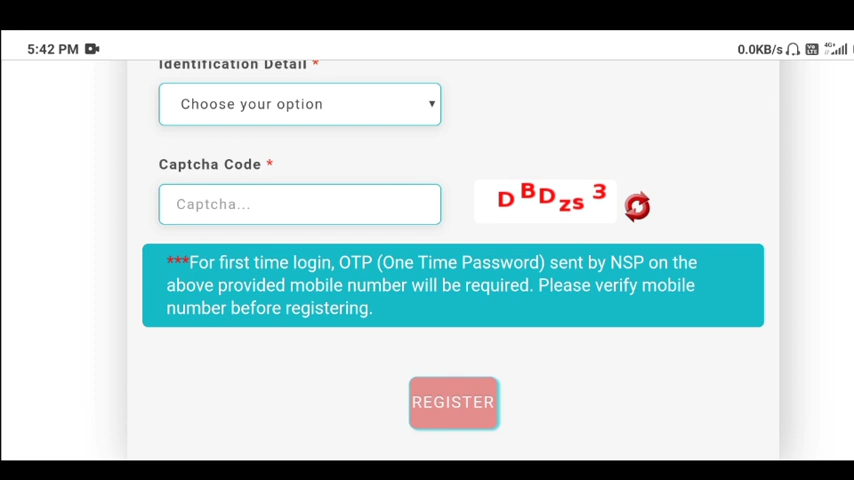 5:42 PM
0.0KB/s
4G
Identification Detail *
Choose your option
Captcha Code *
Captcha...
DBDzs3
***For first time login, OTP (One Time Password) sent by NSP on the
above provided mobile number will be required. Please verify mobile
number before registering.
REGISTER